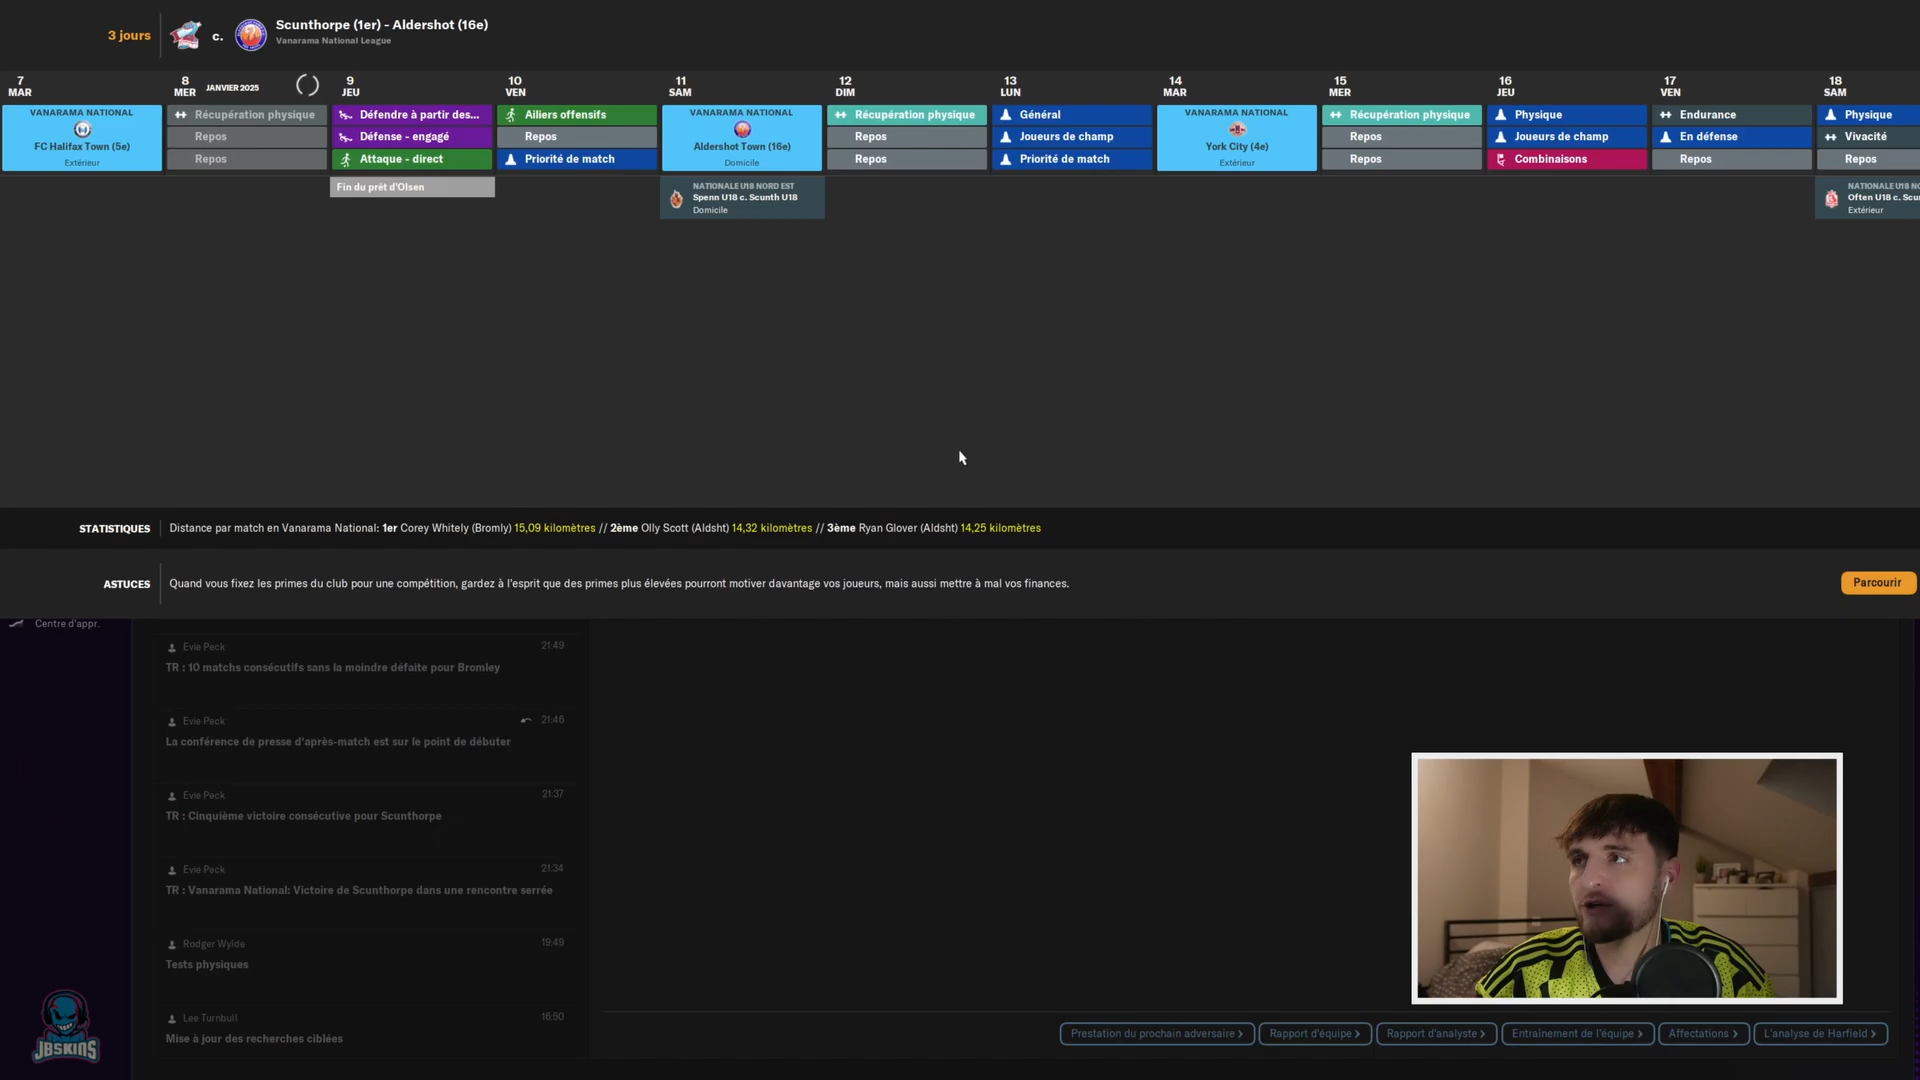 3 jours
c.
Scunthorpe (1er) - Aldershot (16e)
Vanarama National League
7
MAR
8
MER JANVIER 2025
9
JEU
10
VEN
11
SAM
12
DIM
13
LUN
14
MAR
15
MER
16
JEU
17
VEN
18
SAM
VANARAMA NATIONAL
FC Halifax Town (5e)
Extérieur
Récupération physique
Repos
Repos
Défendre à partir des...
Défense - engagé
Attaque - direct
Fin du prêt d'Olsen
Ailiers offensifs
Repos
Priorité de match
VANARAMA NATIONAL
Aldershot Town (16e)
Domicile
NATIONALE U18 NORD EST
Spenn U18 c. Scunth U18
Domicile
Récupération physique
Repos
Repos
Général
Joueurs de champ
Priorité de match
VANARAMA NATIONAL
York City (4e)
Extérieur
Récupération physique
Repos
Repos
Physique
Joueurs de champ
Combinaisons
Endurance
En défense
Repos
Physique
Vivacité
Repos
NATIONALE U18 NO
Often U18 c. Scu
Extérieur
STATISTIQUES
Distance par match en Vanarama National: 1er Corey Whitely (Bromly) 15,09 kilomètres // 2ème Olly Scott (Aldsht) 14,32 kilomètres // 3ème Ryan Glover (Aldsht) 14,25 kilomètres
ASTUCES
Quand vous fixez les primes du club pour une compétition, gardez à l'esprit que des primes plus élevées pourront motiver davantage vos joueurs, mais aussi mettre à mal vos finances.
Parcourir
Centre d'appr.
Evie Peck 21:49
TR : 10 matchs consécutifs sans la moindre défaite pour Bromley
Evie Peck 21:46
La conférence de presse d'après-match est sur le point de débuter
Evie Peck 21:37
TR : Cinquième victoire consécutive pour Scunthorpe
Evie Peck 21:34
TR : Vanarama National: Victoire de Scunthorpe dans une rencontre serrée
Rodger Wylde 19:49
Tests physiques
Lee Turnbull 16:50
Mise à jour des recherches ciblées
JBSKINS
Prestation du prochain adversaire >
Rapport d'équipe >
Rapport d'analyste >
Entraînement de l'équipe >
Affectations >
L'analyse de Harfield >